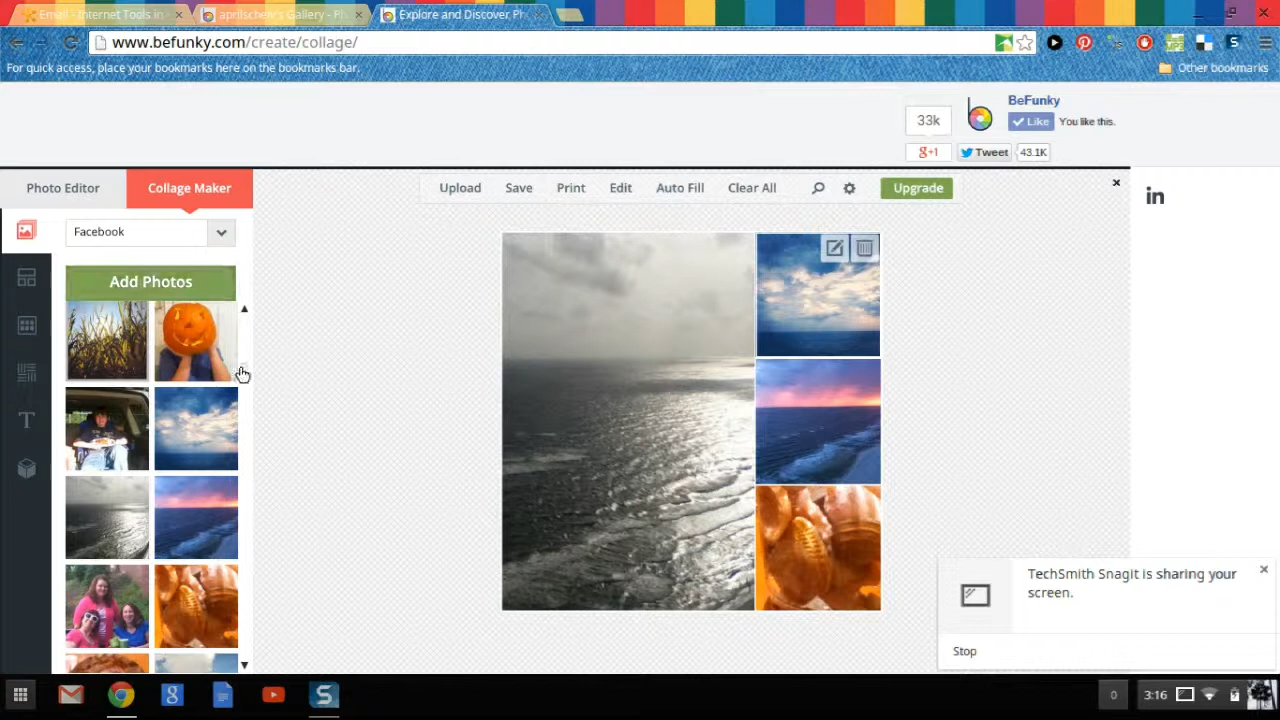 Email - Internet Tools in
aprilschem's Gallery - Ph
Explore and Discover Ph
www.befunky.com/create/collage/
For quick access, place your bookmarks here on the bookmarks bar.
Other bookmarks
33k
BeFunky
Like
You like this.
g+1
Tweet
43.1K
Photo Editor
Collage Maker
Upload
Save
Print
Edit
Auto Fill
Clear All
Upgrade
in
Facebook
Add Photos
T
TechSmith Snagit is sharing your
screen.
Stop
g
S
0
3:16